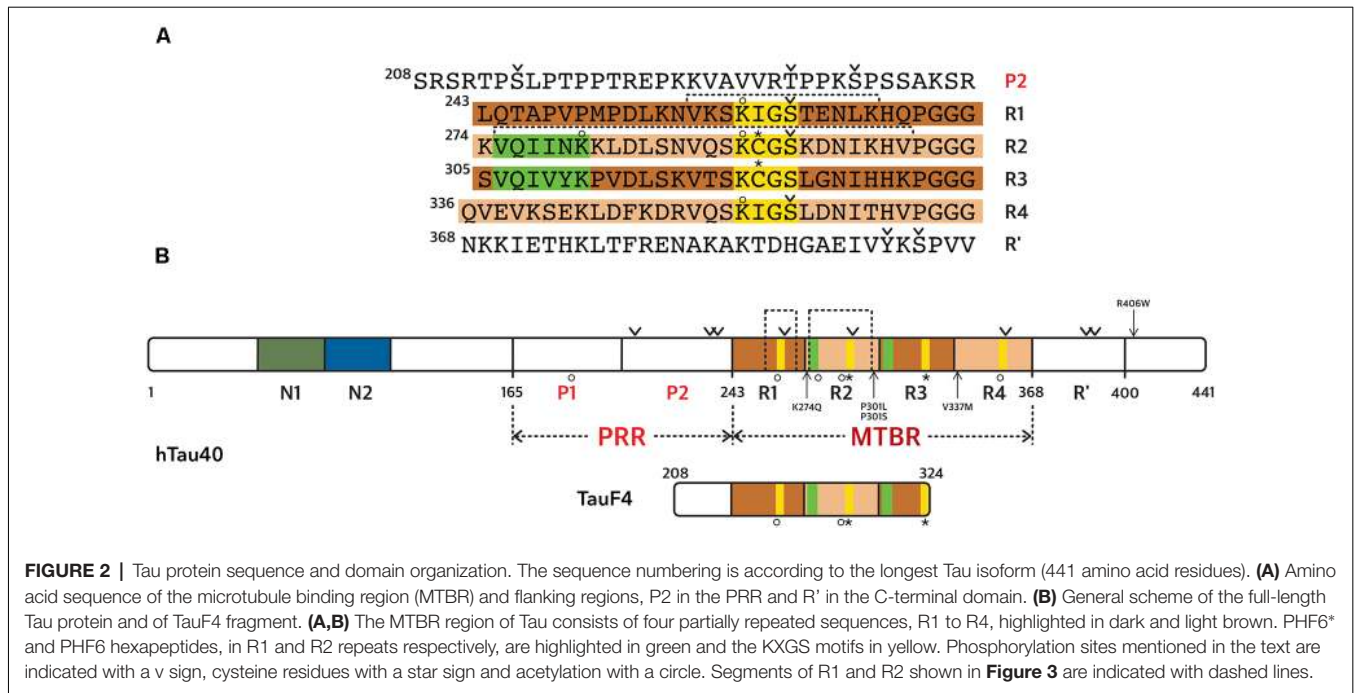 A
208 SRSRTPSLPTPPTREPKKVAVVRTPPKSPSSAKSR P2
243 LQTAPVPMPDLKNVKSKIGSTENLKHQPGGG R1
274 KVQIINKKLDLSNVQSKCGSKDNIKHVPGGG R2
305 SVQIVYKPVDLSKVTSKCGSLGNIHHKPGGG R3
336 QVEVKSEKLDFKDRVQSKIGSLDNITHVPGGG R4
368 NKKIETHKLTFRENAKAKTDHGAEIVYKSPVV R'
B
R406W
1 N1 N2 165 P1 P2 243 R1 R2 R3 R4 368 R' 400 441
K274Q P301L V337M
P301S
PRR MTBR
hTau40
208 324
TauF4
FIGURE 2 | Tau protein sequence and domain organization. The sequence numbering is according to the longest Tau isoform (441 amino acid residues). (A) Amino
acid sequence of the microtubule binding region (MTBR) and flanking regions, P2 in the PRR and R' in the C-terminal domain. (B) General scheme of the full-length
Tau protein and of TauF4 fragment. (A,B) The MTBR region of Tau consists of four partially repeated sequences, R1 to R4, highlighted in dark and light brown. PHF6*
and PHF6 hexapeptides, in R1 and R2 repeats respectively, are highlighted in green and the KXGS motifs in yellow. Phosphorylation sites mentioned in the text are
indicated with a v sign, cysteine residues with a star sign and acetylation with a circle. Segments of R1 and R2 shown in Figure 3 are indicated with dashed lines.